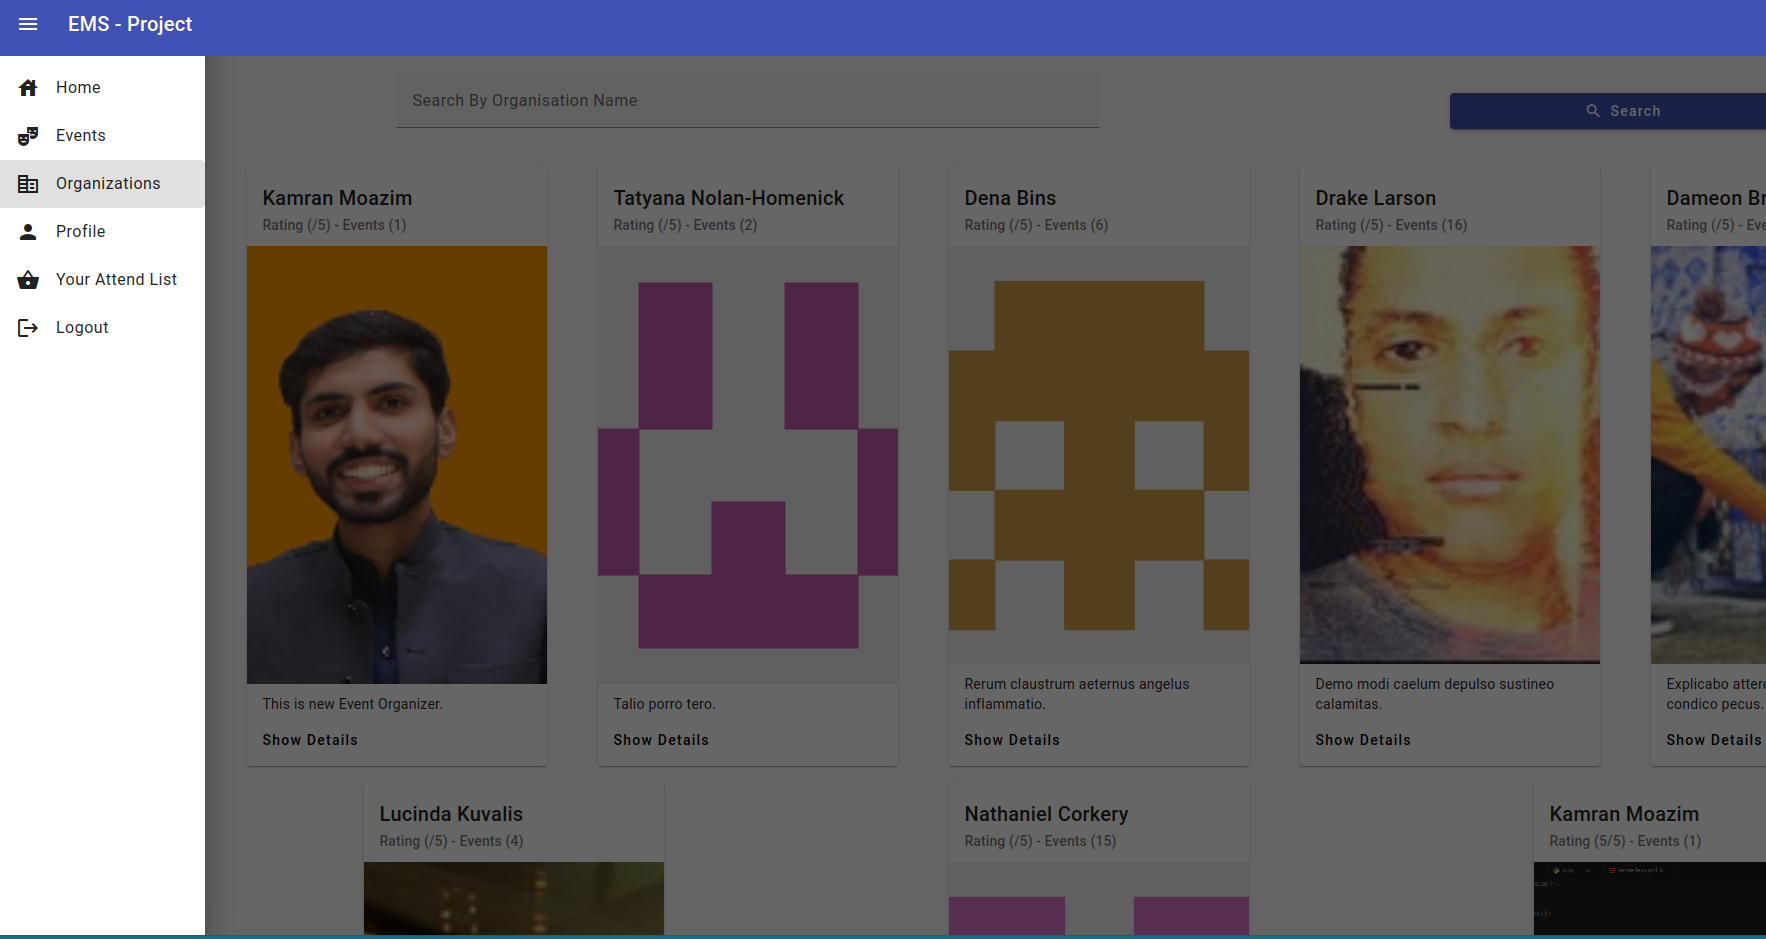 EMS - Project
Home
Events
Organizations
Profile
Your Attend List
Logout
Search By Organisation Name
Search
Kamran Moazim
Rating (/5) - Events (1)
This is new Event Organizer.
Show Details
Tatyana Nolan-Homenick
Rating (/5) - Events (2)
Talio porro tero.
Show Details
Dena Bins
Rating (/5) - Events (6)
Rerum claustrum aeternus angelus
inflammatio.
Show Details
Drake Larson
Rating (/5) - Events (16)
Demo modi caelum depulso sustineo
calamitas.
Show Details
Dameon Br
Rating (/5) - Eve
Explicabo atter
condico pecus.
Show Details
Lucinda Kuvalis
Rating (/5) - Events (4)
Nathaniel Corkery
Rating (/5) - Events (15)
Kamran Moazim
Rating (5/5) - Events (1)
serverless.yml